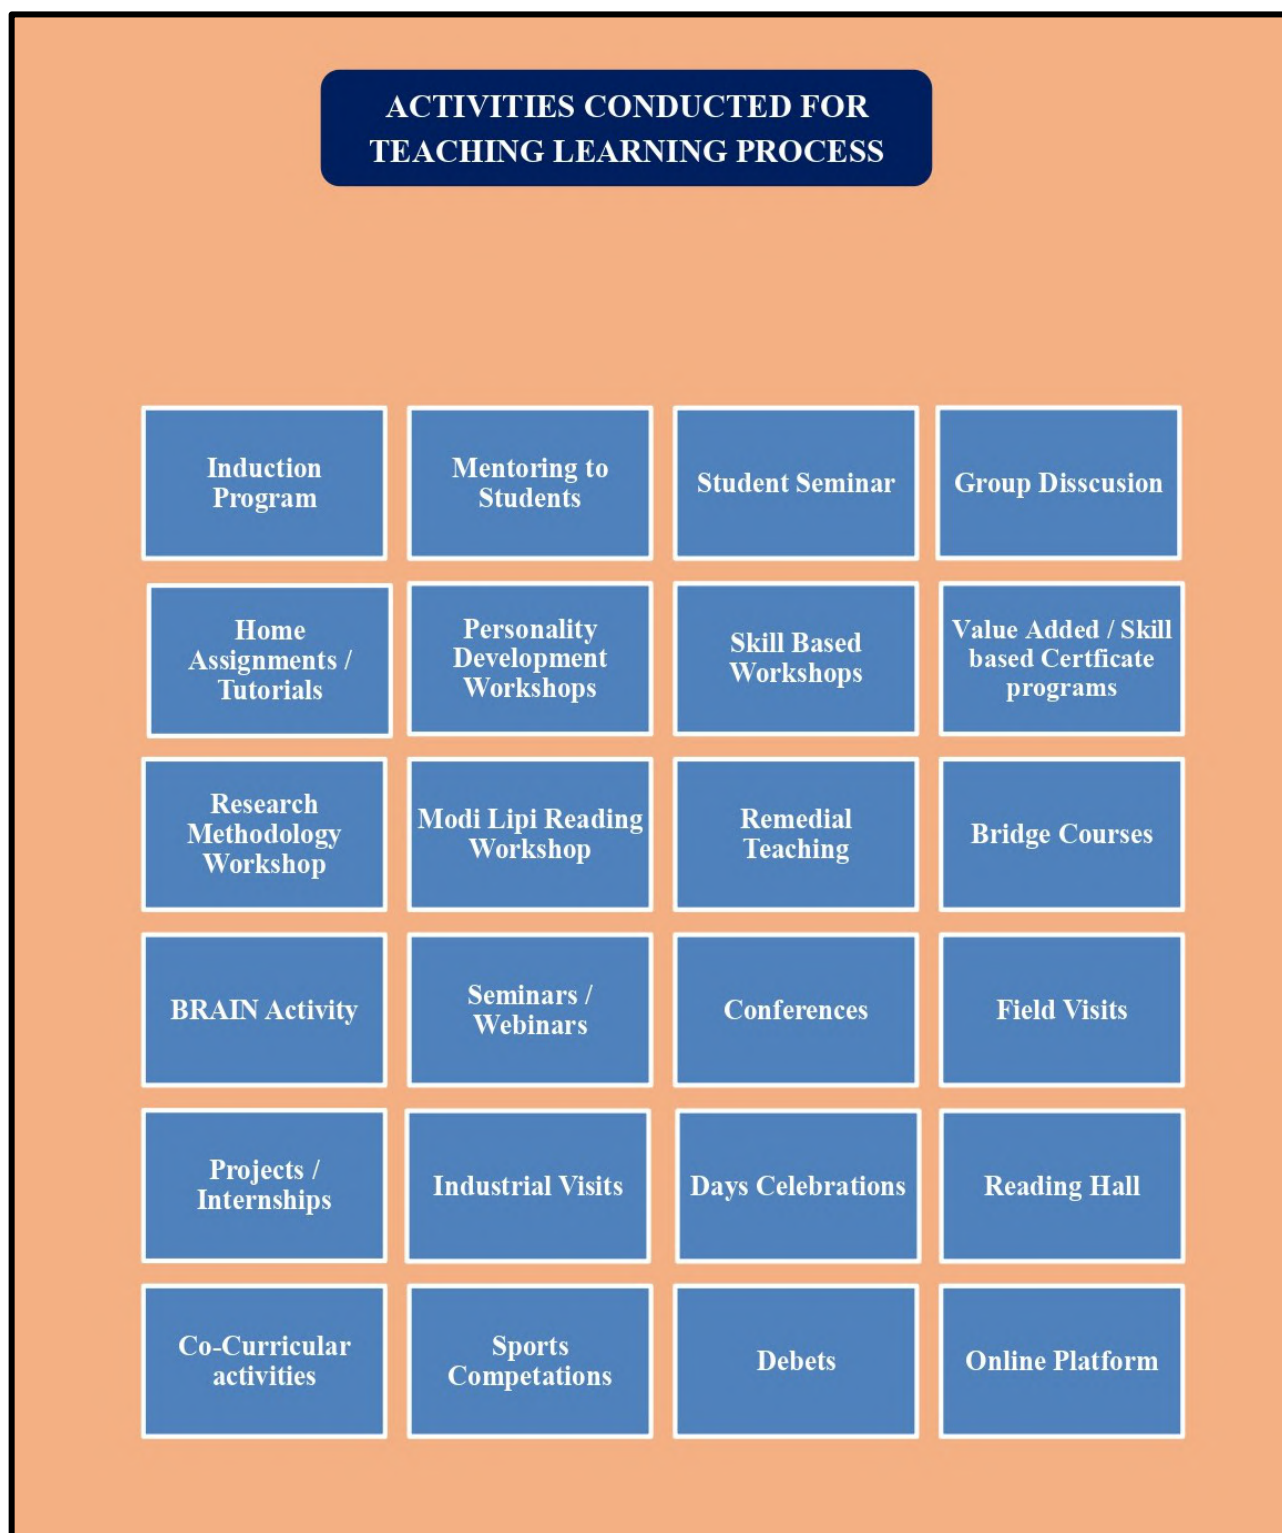 ACTIVITIES CONDUCTED FOR
TEACHING LEARNING PROCESS
Induction
Program
Mentoring to
Students
Student Seminar
Group Disscusion
Home
Assignments /
Tutorials
Personality
Development
Workshops
Skill Based
Workshops
Value Added / Skill
based Certficate
programs
Research
Methodology
Workshop
Modi Lipi Reading
Workshop
Remedial
Teaching
Bridge Courses
BRAIN Activity
Seminars /
Webinars
Conferences
Field Visits
Projects /
Internships
Industrial Visits
Days Celebrations
Reading Hall
Co-Curricular
activities
Sports
Competations
Debets
Online Platform